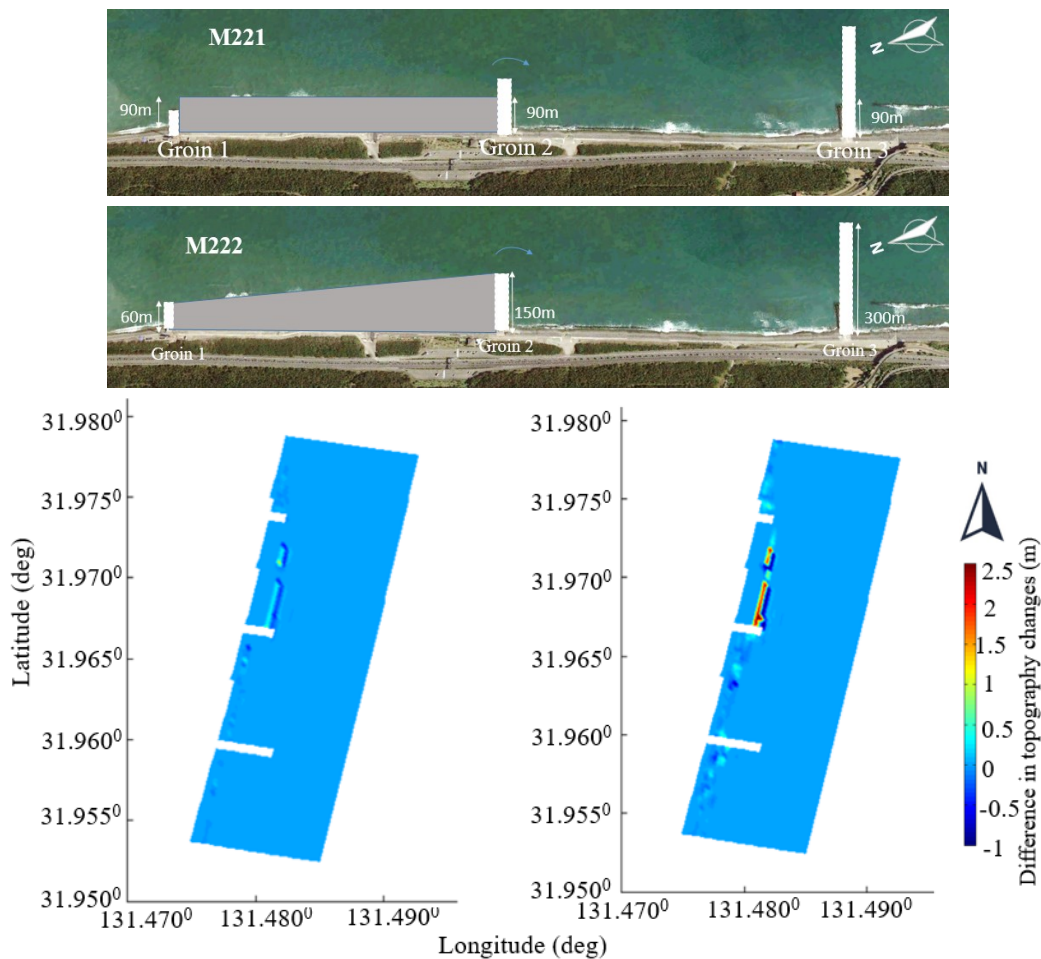 M221
N
90m
90m
90m
Groin 1
Groin 2
Groin 3
M222
N
60m
150m
300m
Groin 1
Groin 2
Groin 3
31.980⁰
31.975⁰
31.970⁰
31.965⁰
31.960⁰
31.955⁰
31.950⁰
131.470⁰ 131.480⁰ 131.490⁰
Latitude (deg)
31.980⁰
31.975⁰
31.970⁰
31.965⁰
31.960⁰
31.955⁰
31.950⁰
131.470⁰ 131.480⁰ 131.490⁰
Longitude (deg)
N
2.5
2
1
0.5
0
-0.5
-1
Difference in topography changes (m)